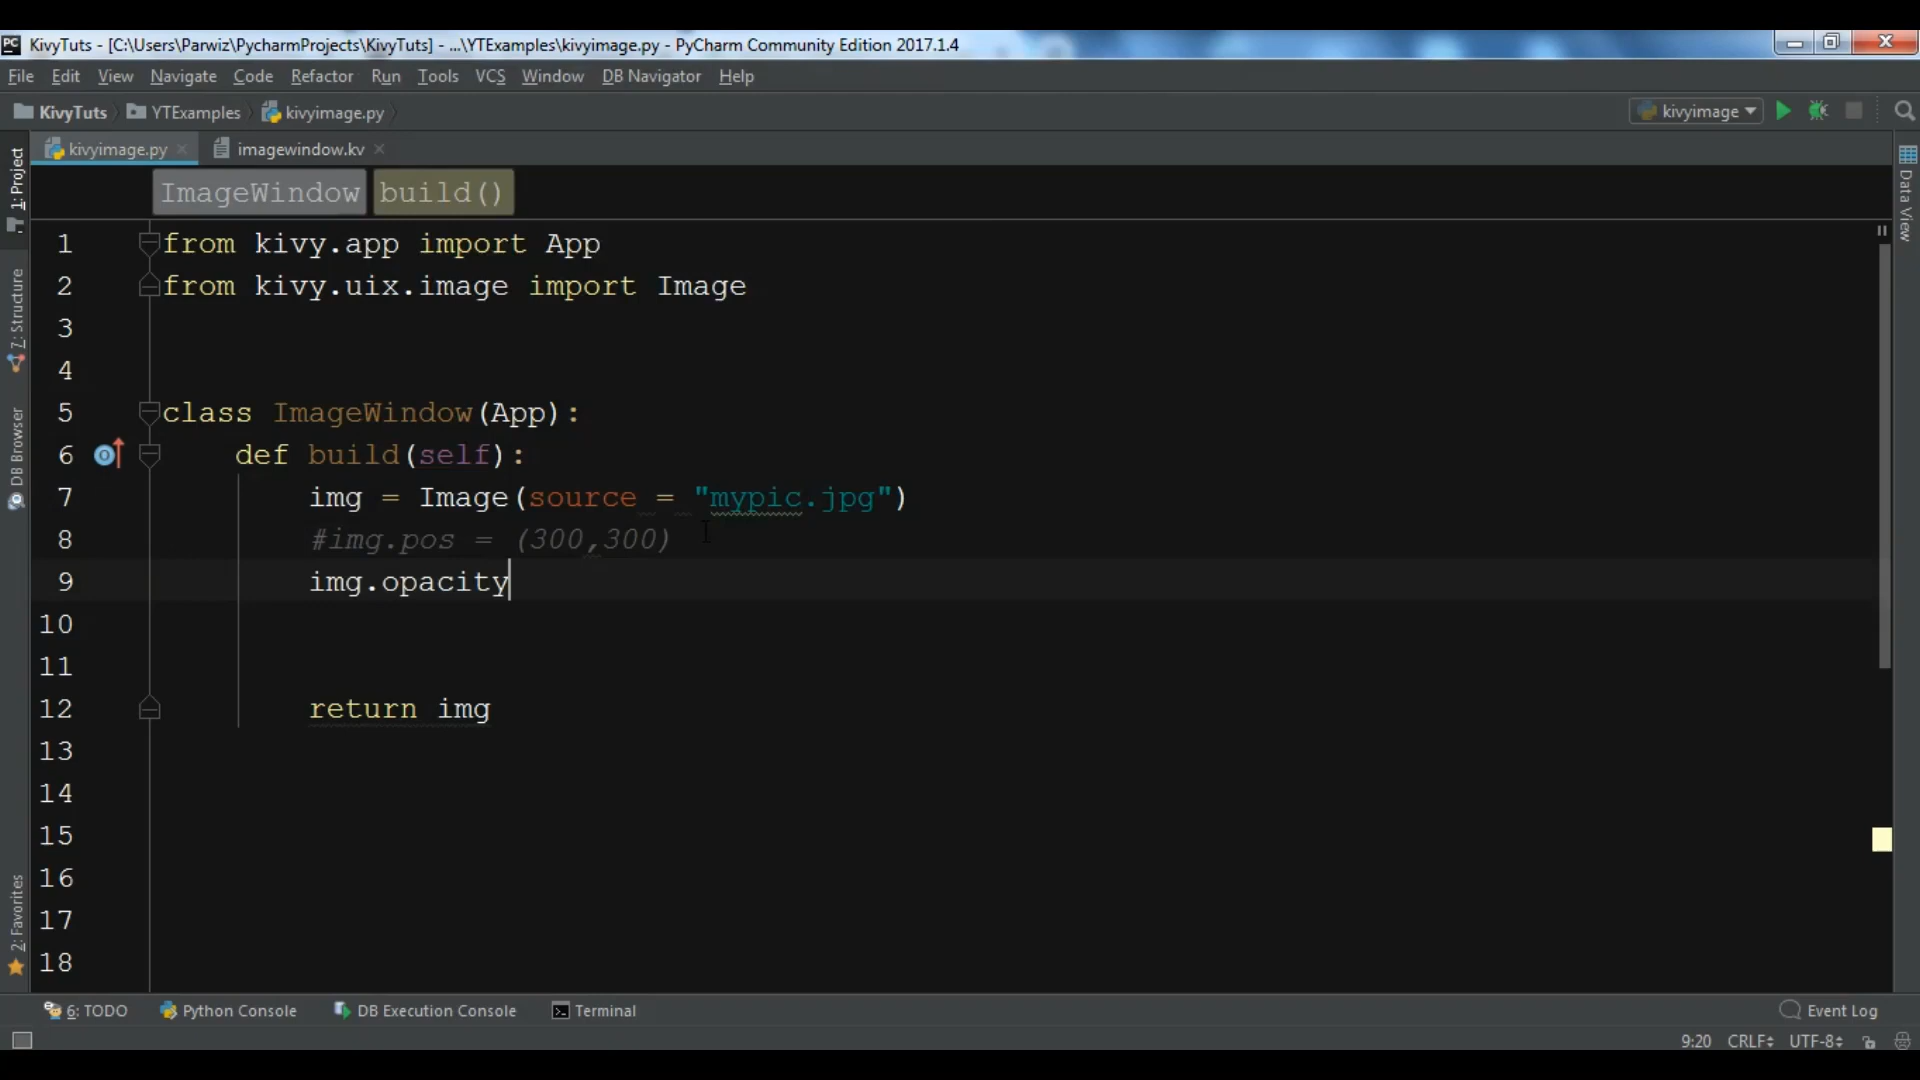 KivyTuts - [C:\Users\Parwiz\PycharmProjects\KivyTuts] - ...\YTExamples\kivyimage.py - PyCharm Community Edition 2017.1.4
File Edit View Navigate Code Refactor Run Tools VCS Window DB Navigator Help
KivyTuts YTExamples kivyimage.py kivyimage
kivyimage.py imagewindow.kv
ImageWindow build()
1 from kivy.app import App
2 from kivy.uix.image import Image
3
4
5 class ImageWindow(App):
6 def build(self):
7 img = Image(source = "mypic.jpg")
8 #img.pos = (300,300)
9 img.opacity
10
11
12 return img
13
14
15
16
17
18
1: Project
7: Structure
DB Browser
2: Favorites
Data View
6: TODO Python Console DB Execution Console Terminal Event Log
9:20 CRLF UTF-8